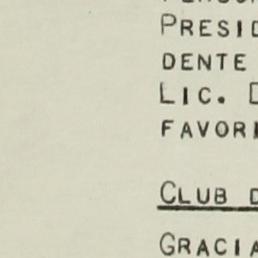 PRESID
DENTE
LIC. D
FAVORI
CLUB D
GRACIA